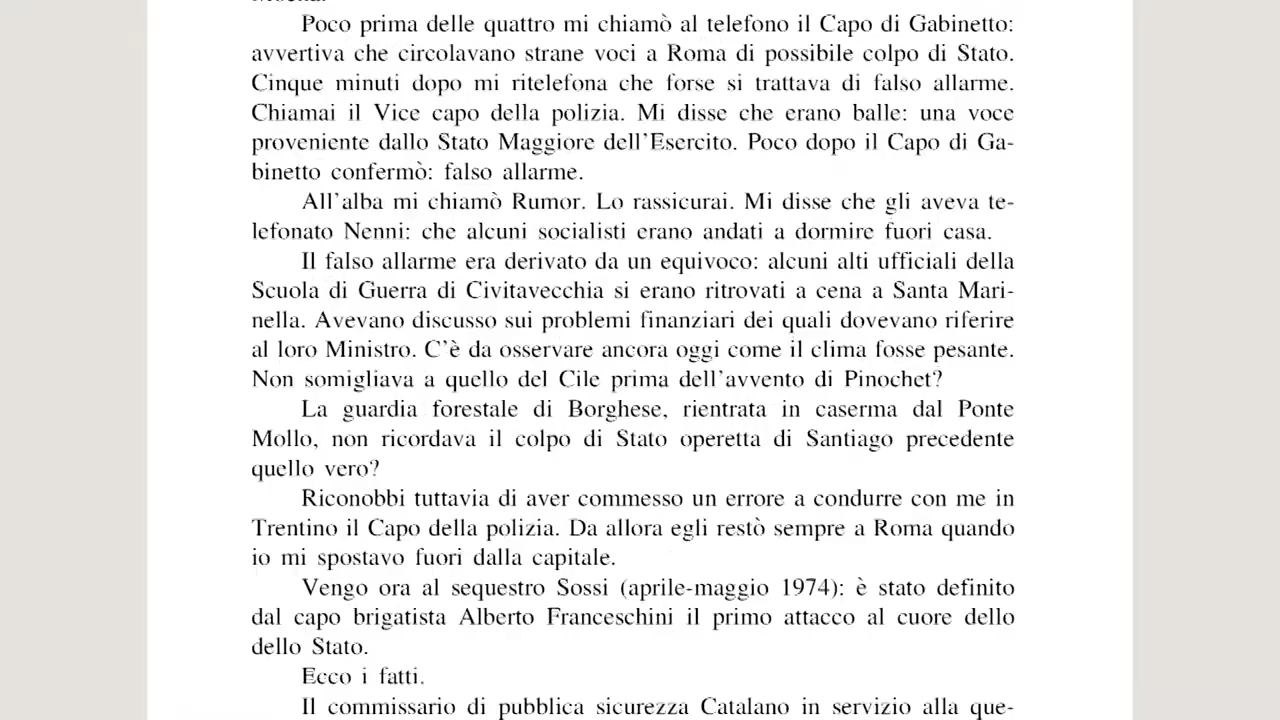 Poco prima delle quattro mi chiamò al telefono il Capo di Gabinetto:
avvertiva che circolavano strane voci a Roma di possibile colpo di Stato.
Cinque minuti dopo mi ritelefona che forse si trattava di falso allarme.
Chiamai il Vice capo della polizia. Mi disse che erano balle: una voce
proveniente dallo Stato Maggiore dell'Esercito. Poco dopo il Capo di Ga-
binetto confermò: falso allarme.
All'alba mi chiamò Rumor. Lo rassicurai. Mi disse che gli aveva te-
lefonato Nenni: che alcuni socialisti erano andati a dormire fuori casa.
Il falso allarme era derivato da un equivoco: alcuni alti ufficiali della
Scuola di Guerra di Civitavecchia si erano ritrovati a cena a Santa Mari-
nella. Avevano discusso sui problemi finanziari dei quali dovevano riferire
al loro Ministro. C'è da osservare ancora oggi come il clima fosse pesante.
Non somigliava a quello del Cile prima dell'avvento di Pinochet?
La guardia forestale di Borghese, rientrata in caserma dal Ponte
Mollo, non ricordava il colpo di Stato operetta di Santiago precedente
quello vero?
Riconobbi tuttavia di aver commesso un errore a condurre con me in
Trentino il Capo della polizia. Da allora egli restò sempre a Roma quando
io mi spostavo fuori dalla capitale.
Vengo ora al sequestro Sossi (aprile-maggio 1974): è stato definito
dal capo brigatista Alberto Franceschini il primo attacco al cuore dello
dello Stato.
Ecco i fatti.
Il commissario di pubblica sicurezza Catalano in servizio alla que-